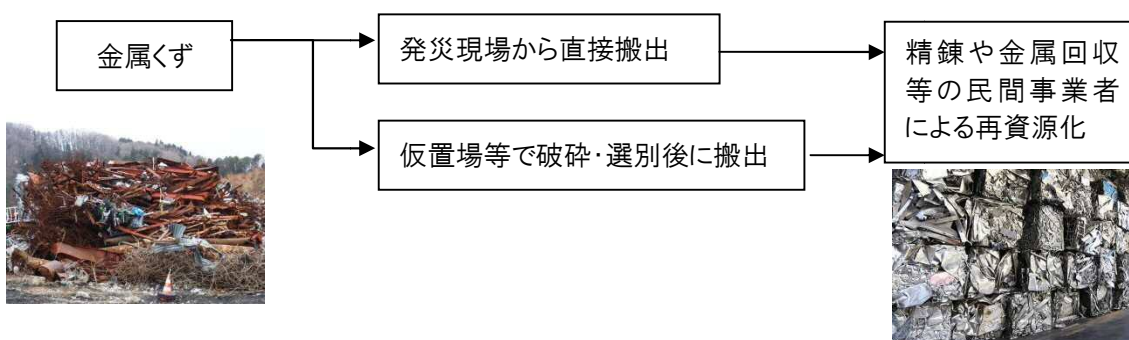 金属くず
発災現場から直接搬出
仮置場等で破砕・選別後に搬出
精錬や金属回収
等の民間事業者
による再資源化